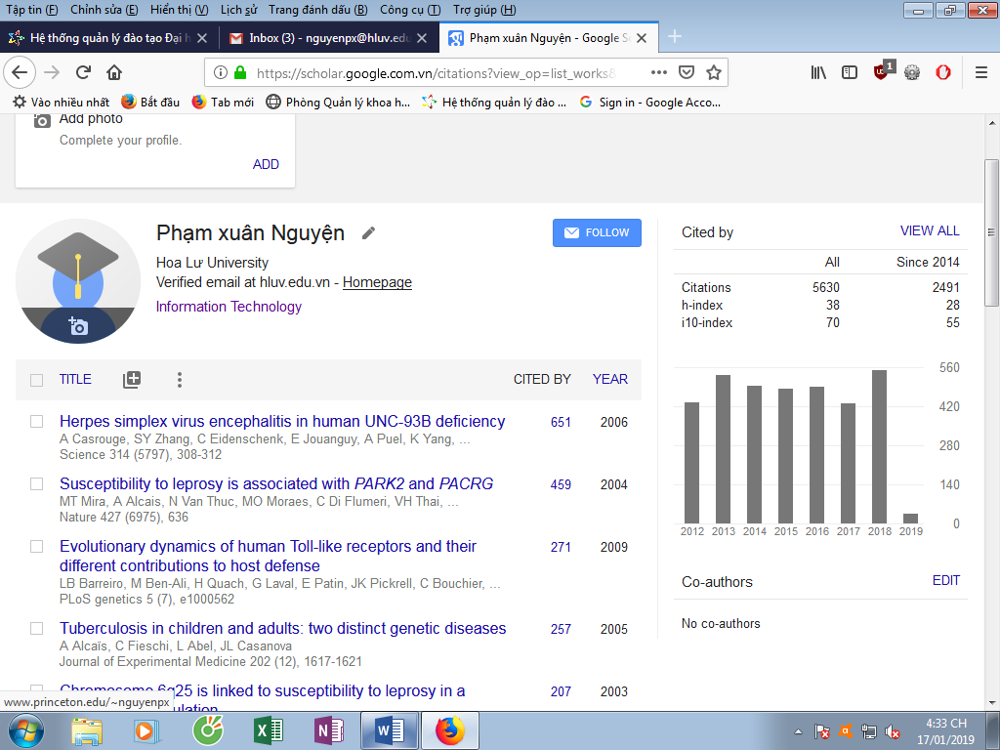 Tập tin (F) Chỉnh sửa (E) Hiển thị (V) Lịch sử Trang đánh dấu (B) Công cụ (T) Trợ giúp (H)
Hệ thống quản lý đào tạo Đại h
Inbox (3) - nguyenpx@hluv.edu
Phạm xuân Nguyện - Google S
https://scholar.google.com.vn/citations?view_op=list_works&
1
Vào nhiều nhất
Bắt đầu
Tab mới
Phòng Quản lý khoa h...
Hệ thống quản lý đào ...
Sign in - Google Acco...
Add photo
Complete your profile.
ADD
Phạm xuân Nguyện
FOLLOW
Hoa Lư University
Verified email at hluv.edu.vn - Homepage
Information Technology
TITLE CITED BY YEAR
Herpes simplex virus encephalitis in human UNC-93B deficiency 651 2006
A Casrouge, SY Zhang, C Eidenschenk, E Jouanguy, A Puel, K Yang, ...
Science 314 (5797), 308-312
Susceptibility to leprosy is associated with PARK2 and PACRG 459 2004
MT Mira, A Alcais, N Van Thuc, MO Moraes, C Di Flumeri, VH Thai, ...
Nature 427 (6975), 636
Evolutionary dynamics of human Toll-like receptors and their 271 2009
different contributions to host defense
LB Barreiro, M Ben-Ali, H Quach, G Laval, E Patin, JK Pickrell, C Bouchier, ...
PLoS genetics 5 (7), e1000562
Tuberculosis in children and adults: two distinct genetic diseases 257 2005
A Alcaïs, C Fieschi, L Abel, JL Casanova
Journal of Experimental Medicine 202 (12), 1617-1621
Chromosome 6q25 is linked to susceptibility to leprosy in a 207 2003
Cited by VIEW ALL
All Since 2014
Citations 5630 2491
h-index 38 28
i10-index 70 55
560
420
280
140
0
2012 2013 2014 2015 2016 2017 2018 2019
Co-authors EDIT
No co-authors
www.princeton.edu/~nguyenpx
4:33 CH
17/01/2019